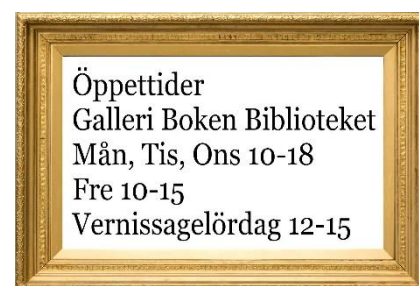 Öppettider
Galleri Boken Biblioteket
Mån, Tis, Ons 10-18
Fre 10-15
Vernissagelördag 12-15